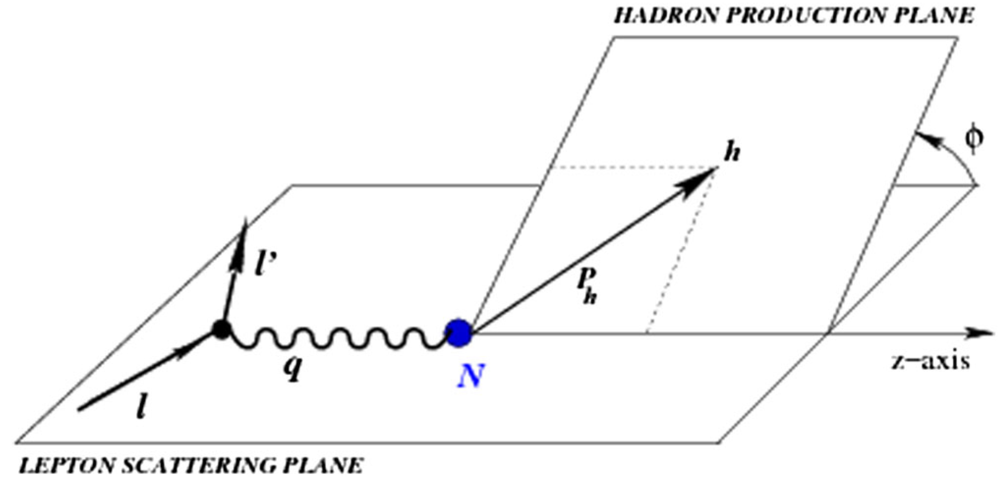 HADRON PRODUCTION PLANE
ϕ
h
l’
P
h
z−axis
q
N
l
LEPTON SCATTERING PLANE